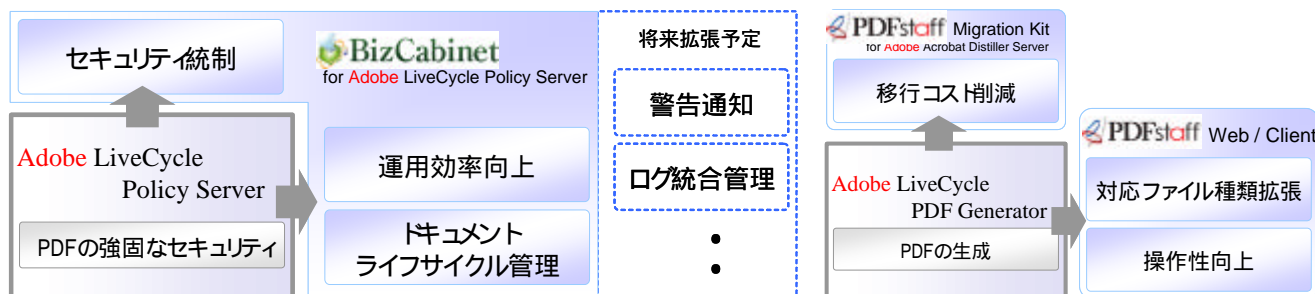 セキュリティ統制
BizCabinet
for Adobe LiveCycle Policy Server
Adobe LiveCycle
Policy Server
PDFの強固なセキュリティ
運用効率向上
ドキュメント
ライフサイクル管理
将来拡張予定
警告通知
ログ統合管理
•
•
PDFstaff Migration Kit
for Adobe Acrobat Distiller Server
移行コスト削減
Adobe LiveCycle
PDF Generator
PDFの生成
PDFstaff Web / Client
対応ファイル種類拡張
操作性向上